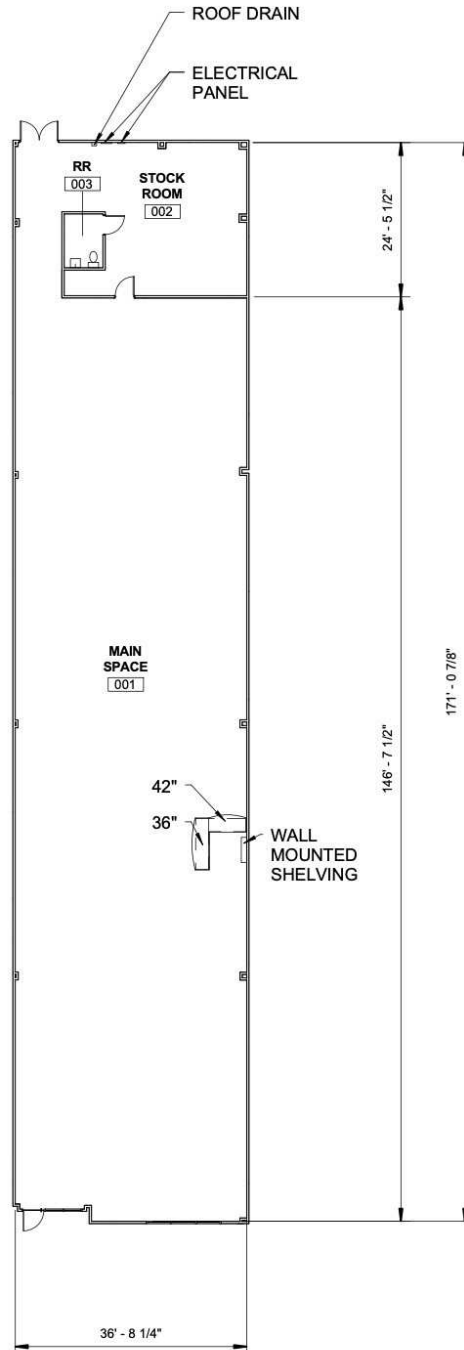 ROOF DRAIN
ELECTRICAL
PANEL
RR
003
STOCK
ROOM
002
24' - 5 1/2"
MAIN
SPACE
001
171' - 0 7/8"
146' - 7 1/2"
42"
36"
WALL
MOUNTED
SHELVING
36' - 8 1/4"